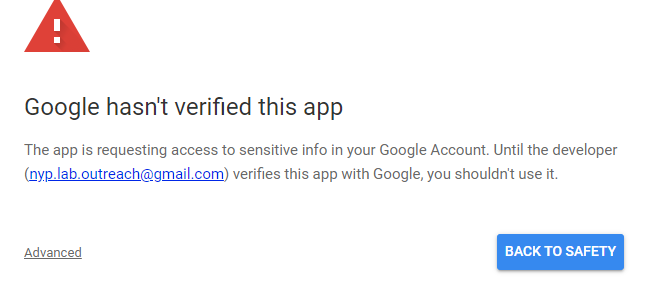 Google hasn't verified this app
The app is requesting access to sensitive info in your Google Account. Until the developer
(nyp.lab.outreach@gmail.com) verifies this app with Google, you shouldn't use it.
Advanced
BACK TO SAFETY